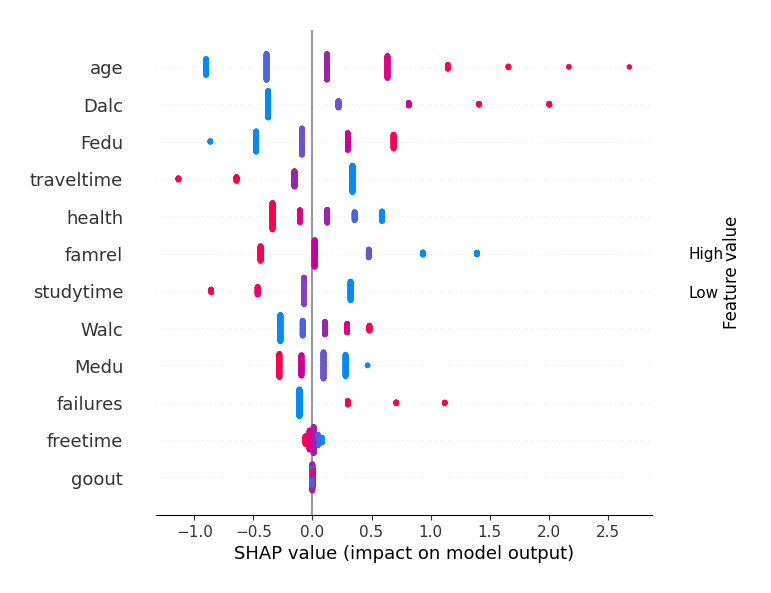 age
Dalc
Fedu
traveltime
health
famrel
studytime
Walc
Medu
failures
freetime
goout
−1.0 −0.5 0.0 0.5 1.0 1.5 2.0 2.5
SHAP value (impact on model output)
High
Low
Feature value